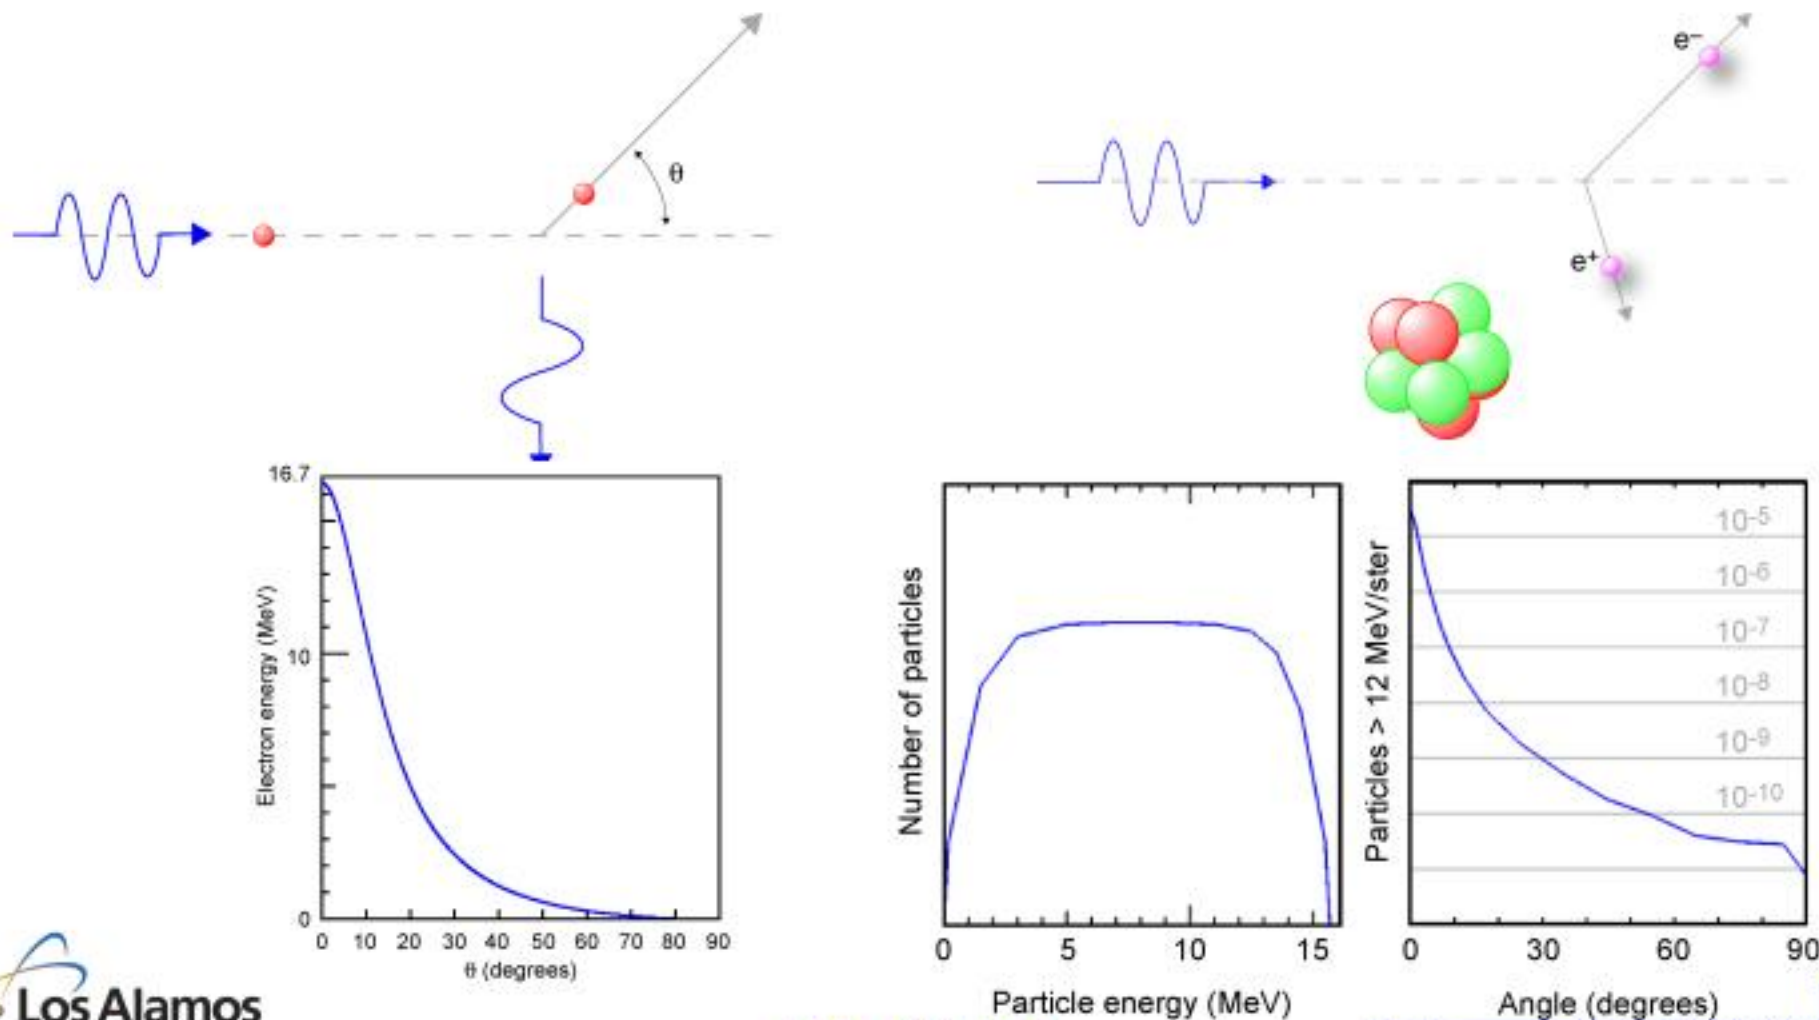 θ
e–
e+
16.7
10
0
Electron energy (MeV)
0 10 20 30 40 50 60 70 80 90
θ (degrees)
Number of particles
0 5 10 15
Particle energy (MeV)
Particles > 12 MeV/ster
10-5
10-6
10-7
10-8
10-9
10-10
0 30 60 90
Angle (degrees)
Los Alamos